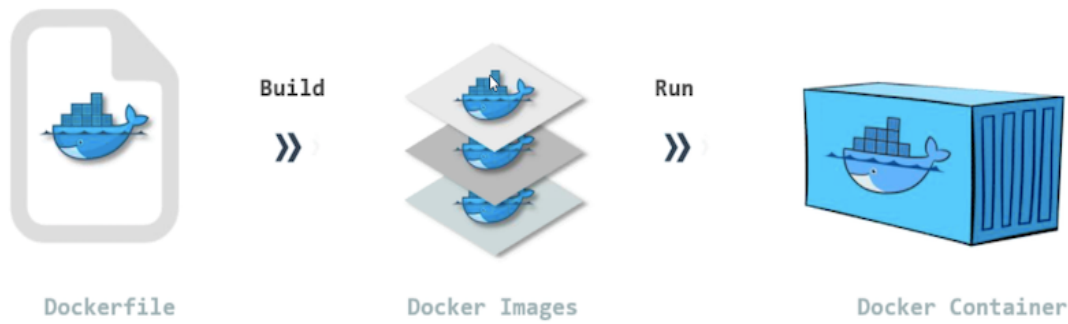 Build
Run
Dockerfile
Docker Images
Docker Container